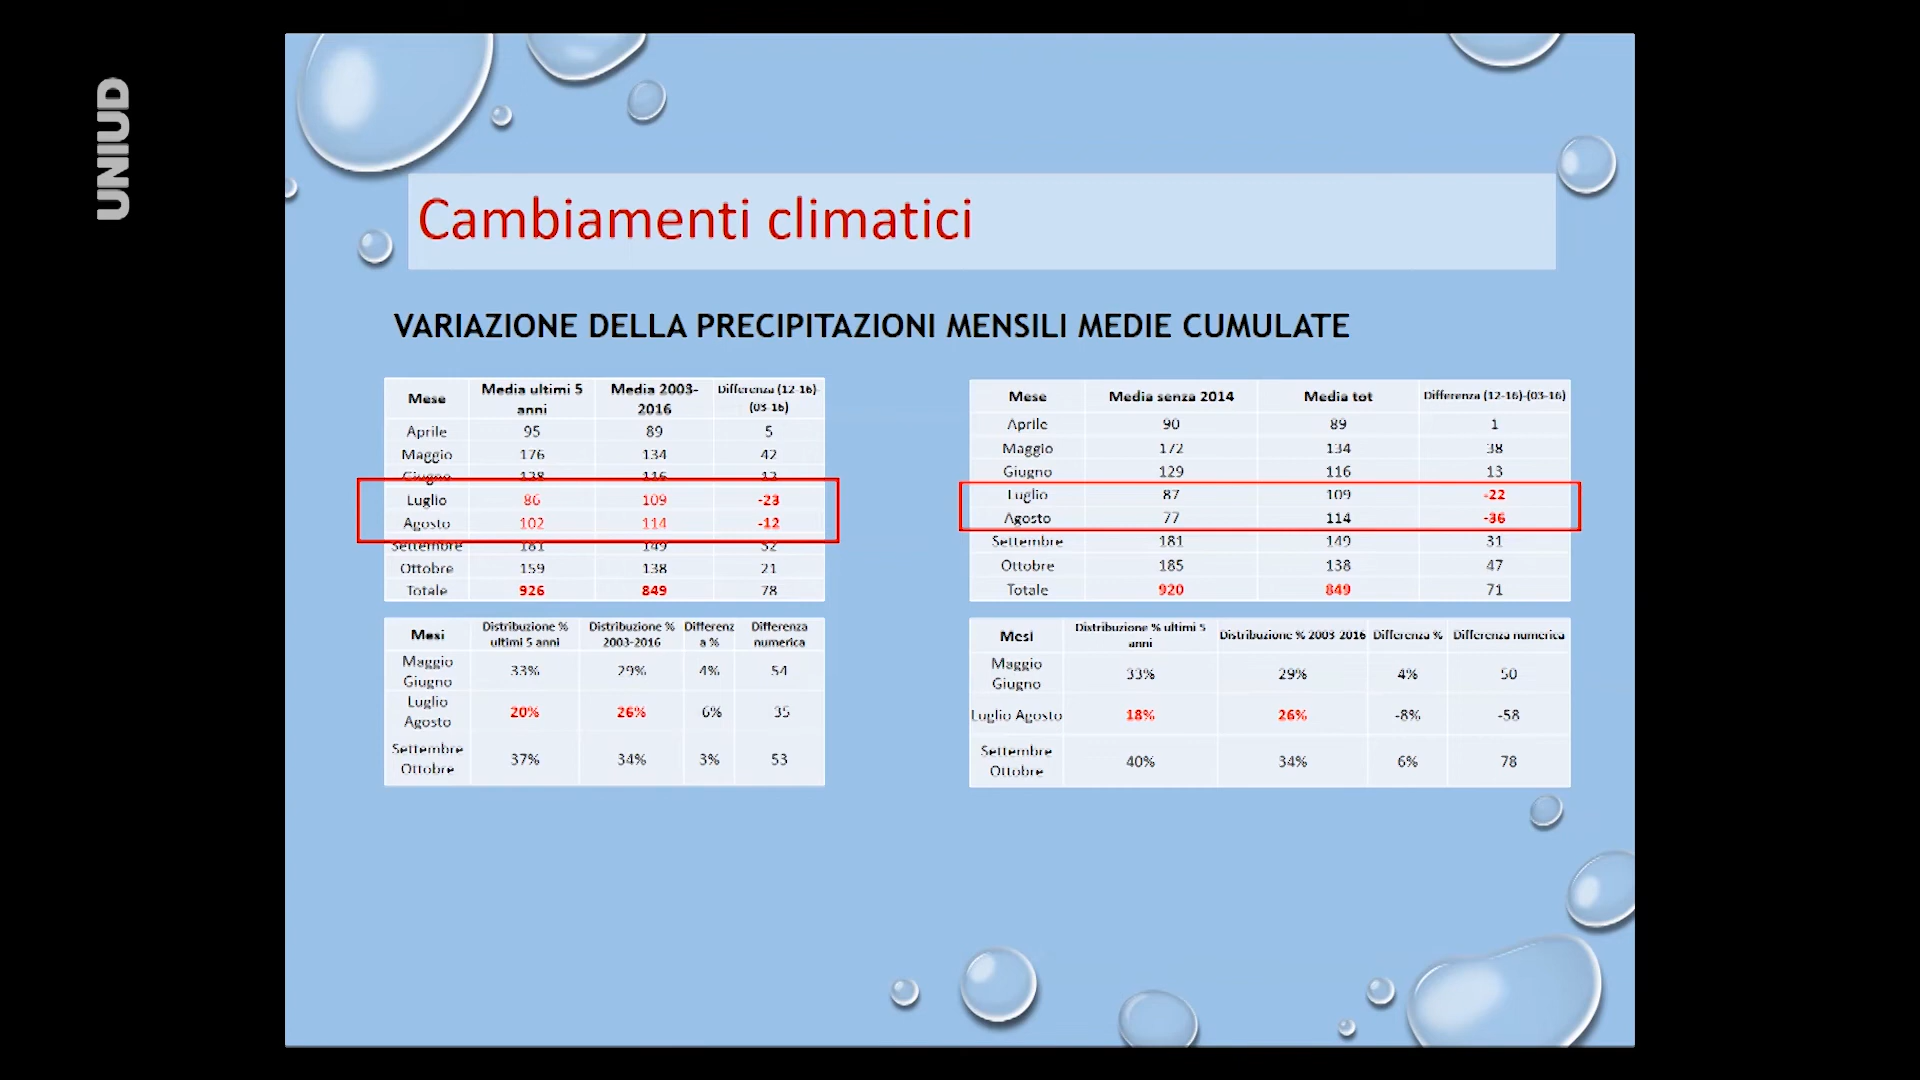 UNIUD
Cambiamenti climatici
VARIAZIONE DELLA PRECIPITAZIONI MENSILI MEDIE CUMULATE
Mese Media ultimi 5 anni Media 2003-2016 Differenza (12-16)-(03-16)
Aprile 95 89 5
Maggio 176 134 42
Giugno 128 116 12
Luglio 86 109 -23
Agosto 102 114 -12
Settembre 181 149 32
Ottobre 159 138 21
Totale 926 849 78
Mese Media senza 2014 Media tot Differenza (12-16)-(03-16)
Aprile 90 89 1
Maggio 172 134 38
Giugno 129 116 13
Luglio 87 109 -22
Agosto 77 114 -36
Settembre 181 149 31
Ottobre 185 138 47
Totale 920 849 71
Mesi Distribuzione % ultimi 5 anni Distribuzione % 2003-2016 Differenza % Differenza numerica
Maggio Giugno 33% 29% 4% 54
Luglio Agosto 20% 26% 6% 35
Settembre Ottobre 37% 34% 3% 53
Mesi Distribuzione % ultimi 5 anni Distribuzione % 2003 2016 Differenza % Differenza numerica
Maggio Giugno 33% 29% 4% 50
Luglio Agosto 18% 26% -8% -58
Settembre Ottobre 40% 34% 6% 78